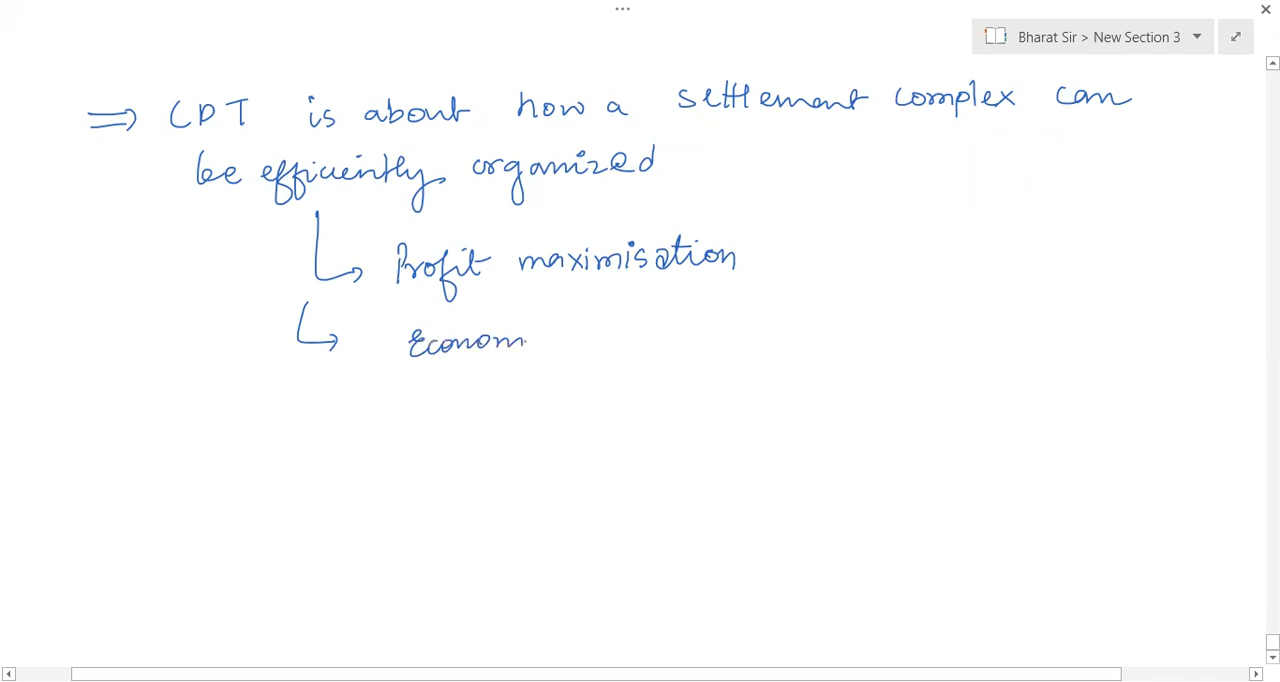 Bharat Sir > New Section 3
⇒ CPT is about how a settlement complex can
be efficiently organized
↳ Profit maximisation
↳ Econom